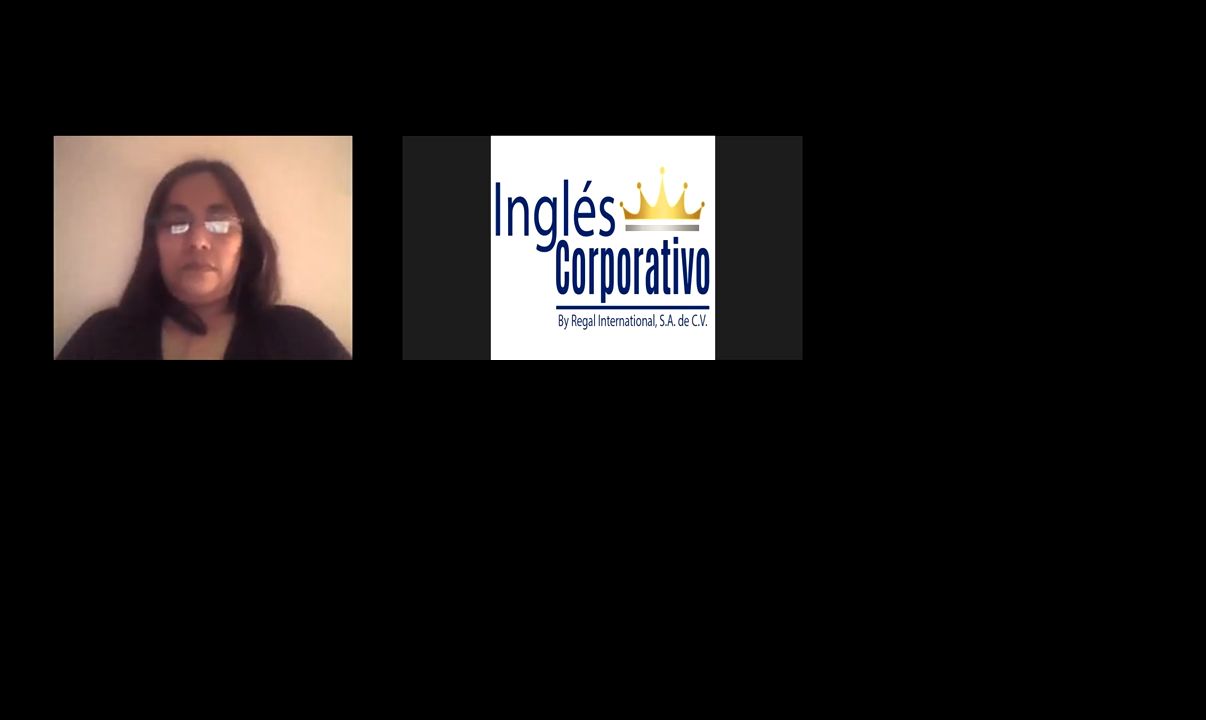 Inglés
Corporativo
By Regal International, S.A. de C.V.